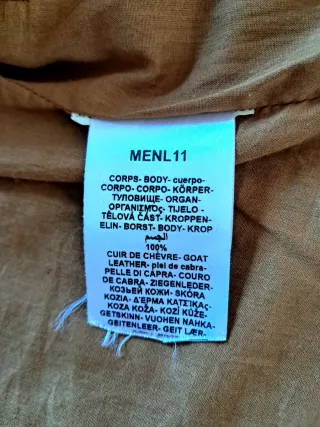 MENL11
CORPS- BODY- cuerpo-
CORPO- CORPO- KÖRPER-
ТУЛОВИЩЕ- ORGAN-
ΟΡΓΑΝΙΣΜΟΣ- TIJELO -
TĚLOVÁ ČÁST- KROPPEN-
ELIN- BORST- BODY- KROP
الجسم
100%
CUIR DE CHÈVRE- GOAT
LEATHER- piel de cabra-
PELLE DI CAPRA- COURO
DE CABRA- ZIEGENLEDER-
КОЗЬЕЙ КОЖИ- SKÓRA
KOZIA- ΔΈΡΜΑ ΚΑΤΣΊΚΑΣ-
KOZA KOŽA- KOZÍ KŮŽE-
GETSKINN- VUOHEN NAHKA-
GEITENLEER- GEIT LÆR-